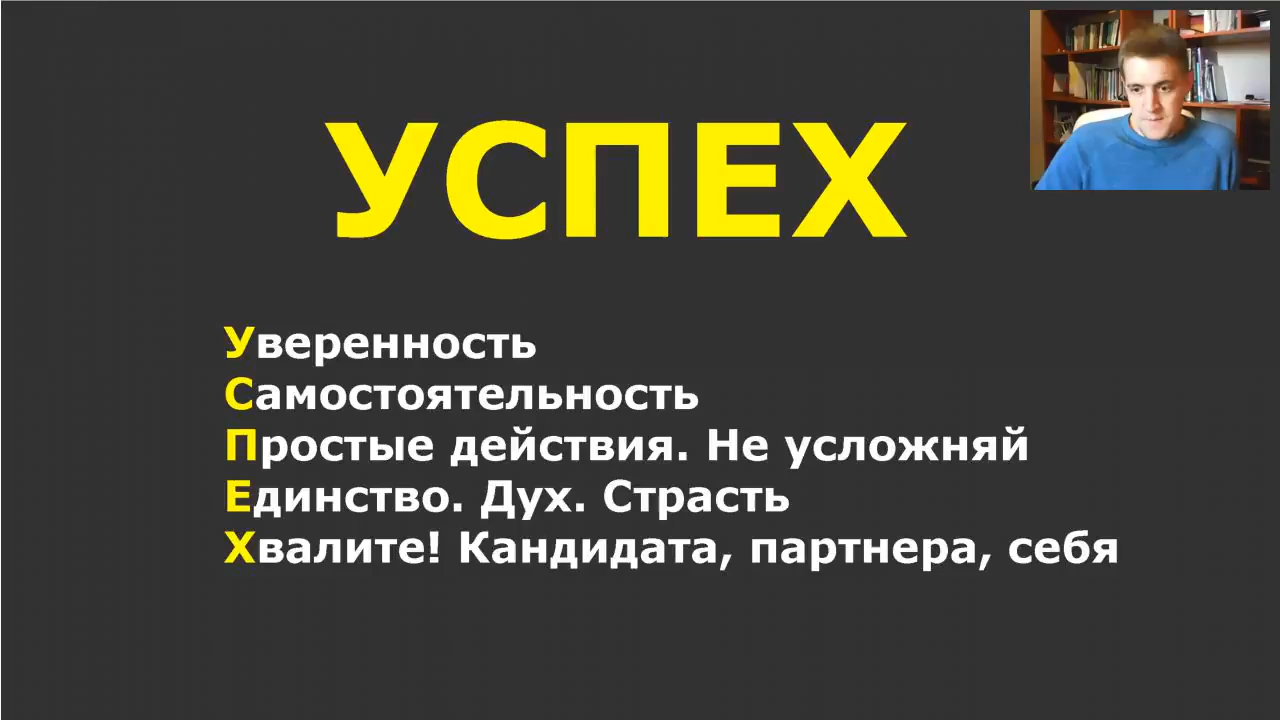 УСПЕХ
Уверенность
Самостоятельность
Простые действия. Не усложняй
Единство. Дух. Страсть
Хвалите! Кандидата, партнера, себя